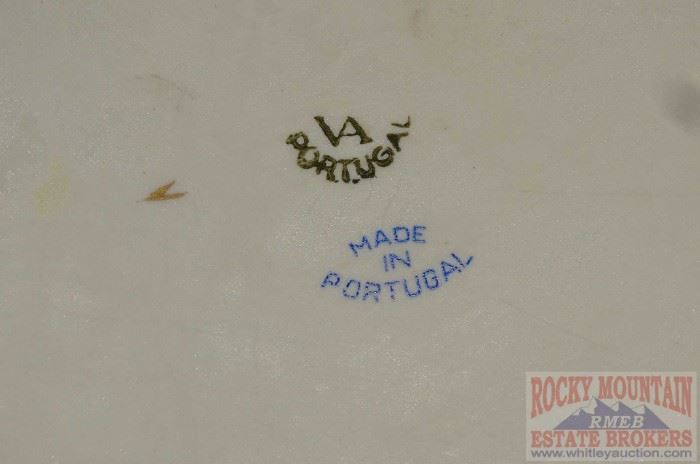 VA
PORTUGAL
MADE
IN
PORTUGAL
ROCKY MOUNTAIN
RMEB
ESTATE BROKERS
www.whitleyauction.com